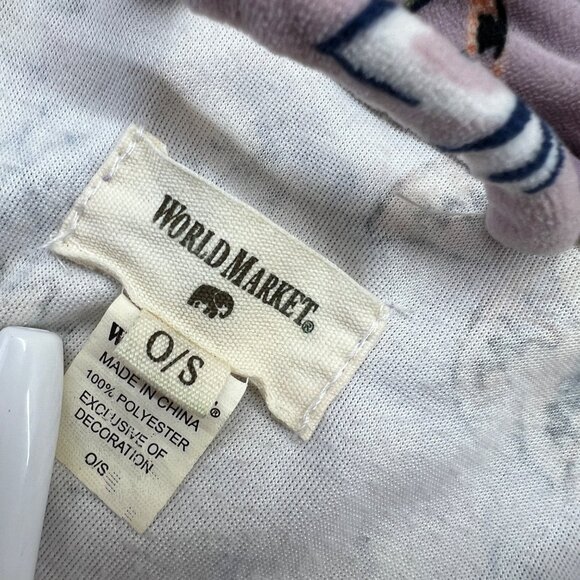 WORLD MARKET®
O/S
W ®
MADE IN CHINA
100% POLYESTER
EXCLUSIVE OF
DECORATION
O/S